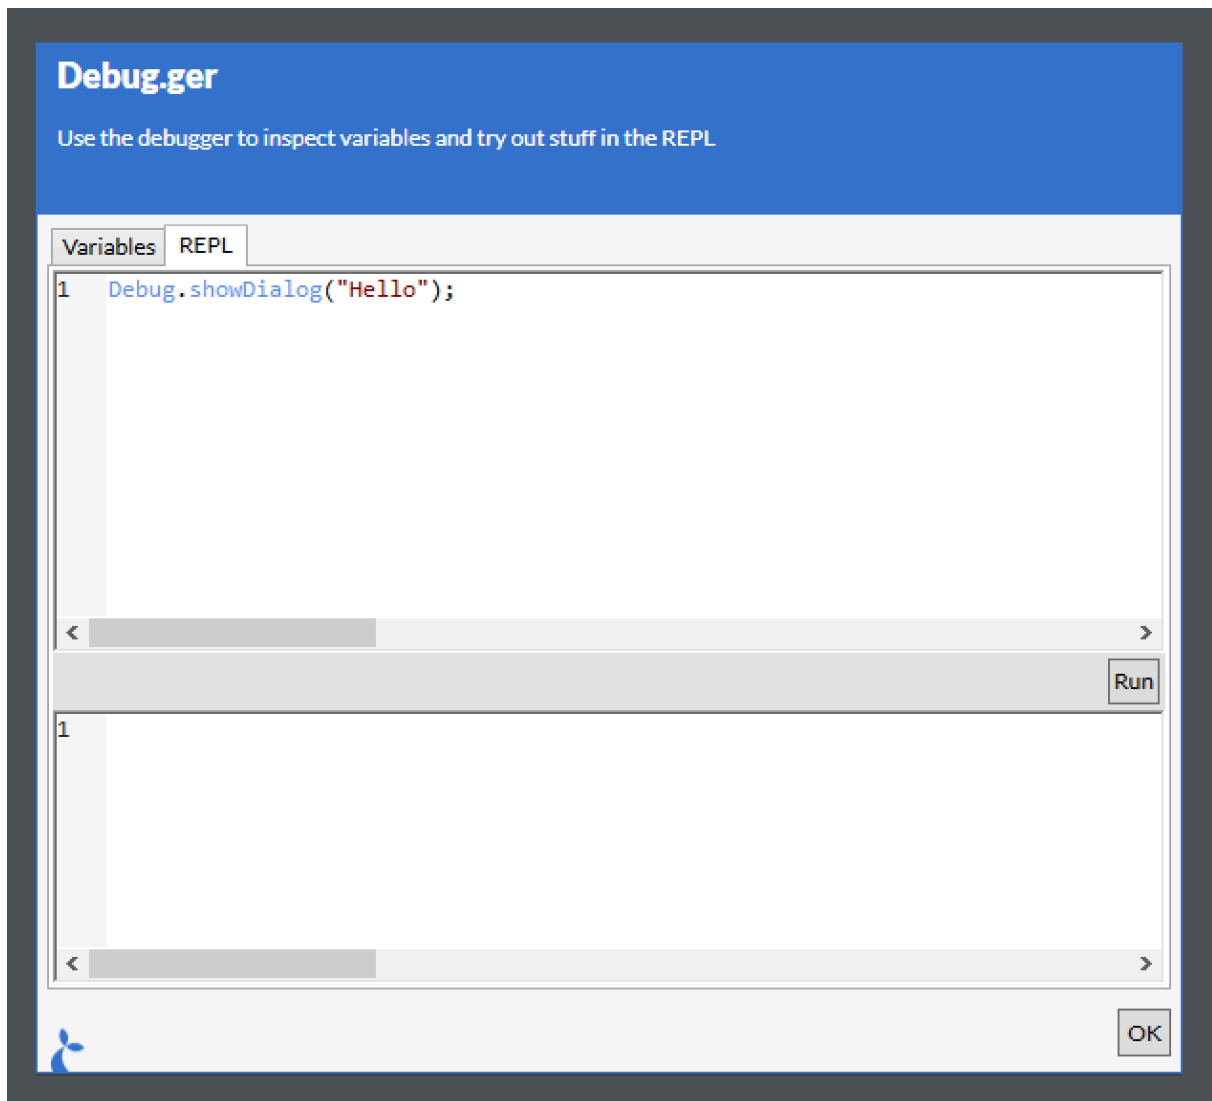 Debug.ger
Use the debugger to inspect variables and try out stuff in the REPL
Variables REPL
1 Debug.showDialog("Hello");
Run
1
OK